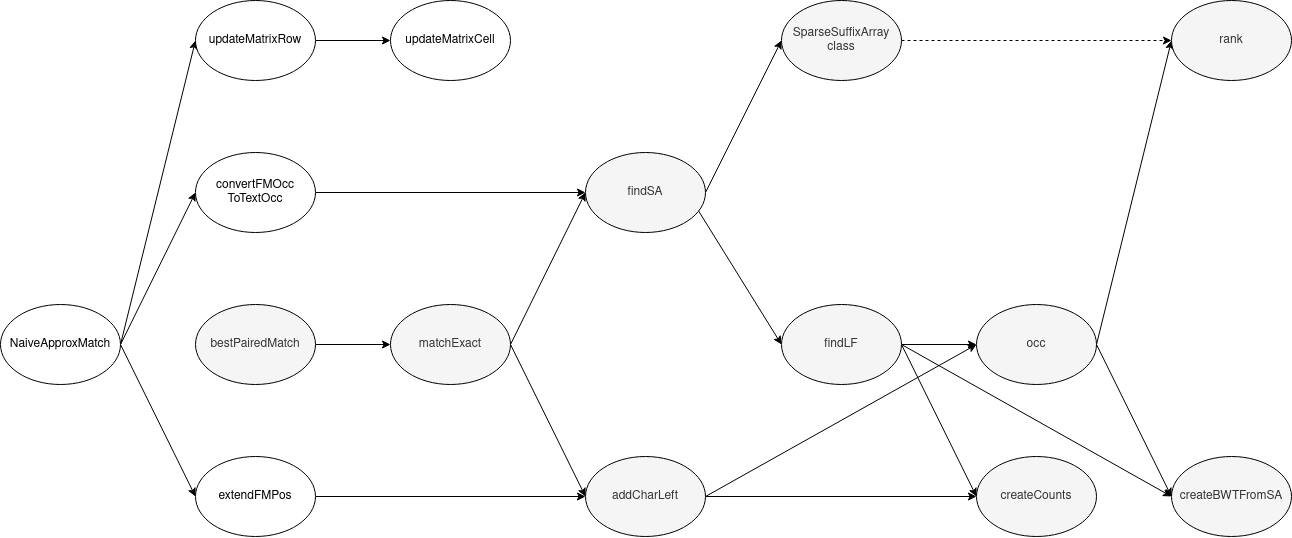 updateMatrixRow
updateMatrixCell
SparseSuffixArray
class
rank
convertFMOcc
ToTextOcc
findSA
NaiveApproxMatch
bestPairedMatch
matchExact
findLF
occ
extendFMPos
addCharLeft
createCounts
createBWTFromSA